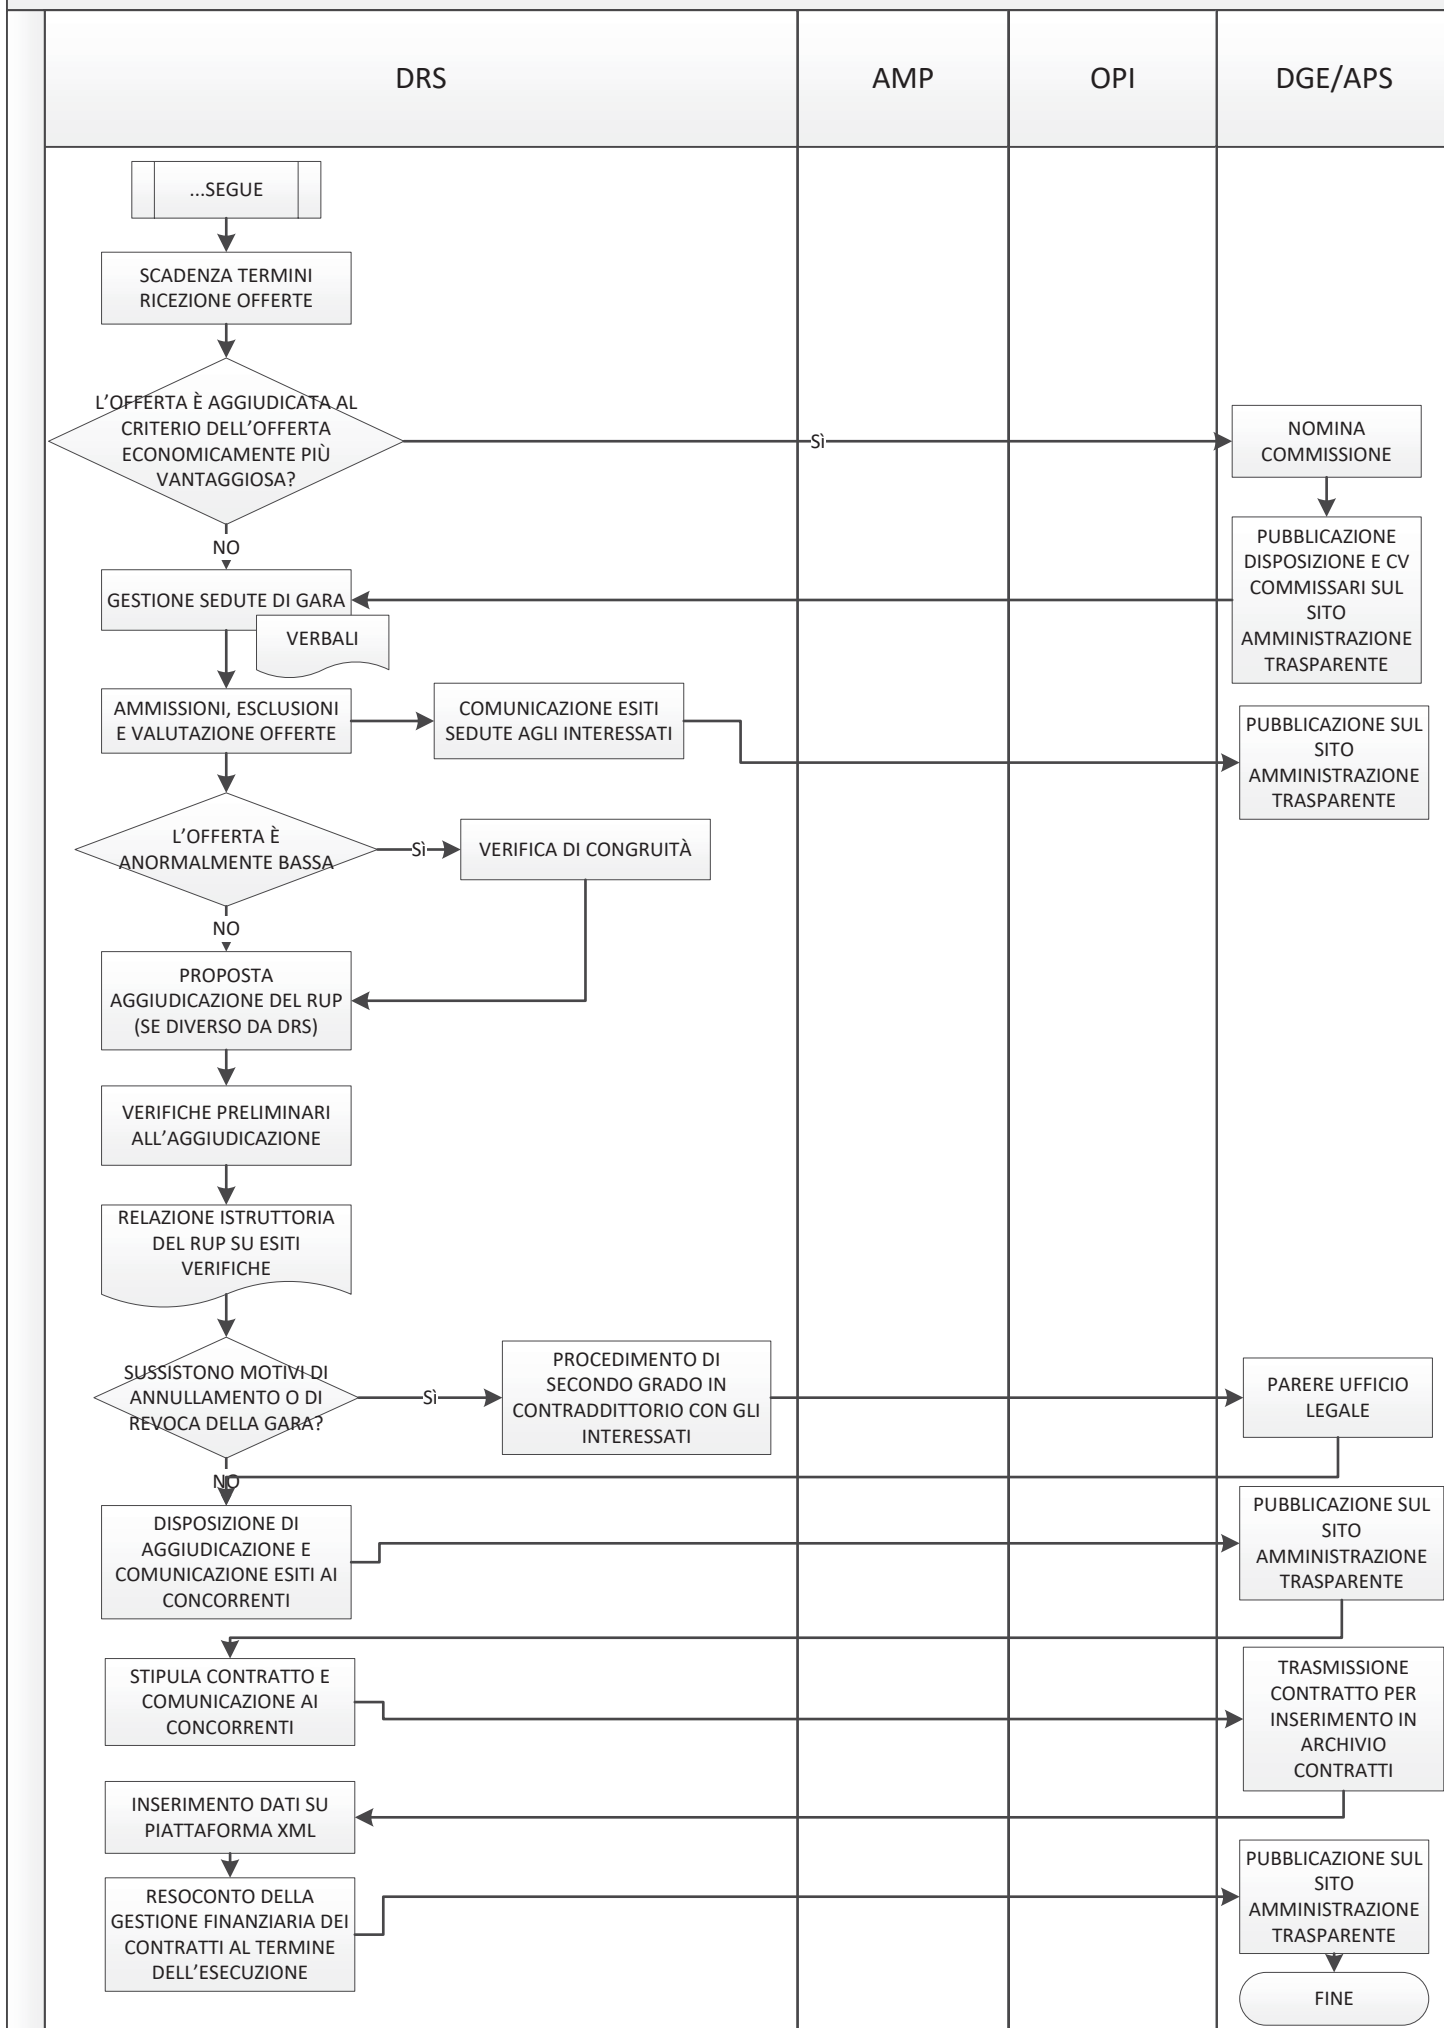 DRS
AMP
OPI
DGE/APS
...SEGUE
SCADENZA TERMINI
RICEZIONE OFFERTE
L'OFFERTA È AGGIUDICATA AL
CRITERIO DELL'OFFERTA
ECONOMICAMENTE PIÙ
VANTAGGIOSA?
Sì
NOMINA
COMMISSIONE
NO
PUBBLICAZIONE
DISPOSIZIONE E CV
COMMISSARI SUL
SITO
AMMINISTRAZIONE
TRASPARENTE
GESTIONE SEDUTE DI GARA
VERBALI
AMMISSIONI, ESCLUSIONI
E VALUTAZIONE OFFERTE
COMUNICAZIONE ESITI
SEDUTE AGLI INTERESSATI
PUBBLICAZIONE SUL
SITO
AMMINISTRAZIONE
TRASPARENTE
L'OFFERTA È
ANORMALMENTE BASSA
Sì
VERIFICA DI CONGRUITÀ
NO
PROPOSTA
AGGIUDICAZIONE DEL RUP
(SE DIVERSO DA DRS)
VERIFICHE PRELIMINARI
ALL'AGGIUDICAZIONE
RELAZIONE ISTRUTTORIA
DEL RUP SU ESITI
VERIFICHE
SUSSISTONO MOTIVI DI
ANNULLAMENTO O DI
REVOCA DELLA GARA?
Sì
PROCEDIMENTO DI
SECONDO GRADO IN
CONTRADDITTORIO CON GLI
INTERESSATI
PARERE UFFICIO
LEGALE
NO
DISPOSIZIONE DI
AGGIUDICAZIONE E
COMUNICAZIONE ESITI AI
CONCORRENTI
PUBBLICAZIONE SUL
SITO
AMMINISTRAZIONE
TRASPARENTE
STIPULA CONTRATTO E
COMUNICAZIONE AI
CONCORRENTI
TRASMISSIONE
CONTRATTO PER
INSERIMENTO IN
ARCHIVIO
CONTRATTI
INSERIMENTO DATI SU
PIATTAFORMA XML
RESOCONTO DELLA
GESTIONE FINANZIARIA DEI
CONTRATTI AL TERMINE
DELL'ESECUZIONE
PUBBLICAZIONE SUL
SITO
AMMINISTRAZIONE
TRASPARENTE
FINE